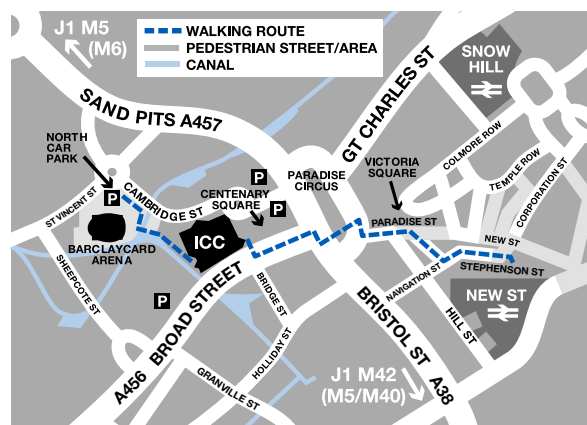 J1 M5
(M6)
WALKING ROUTE
PEDESTRIAN STREET/AREA
CANAL
SNOW
HILL
SAND PITS A457
GT CHARLES ST
NORTH
CAR
PARK
P
P
P
P
CAMBRIDGE ST
CENTENARY
SQUARE
PARADISE
CIRCUS
VICTORIA
SQUARE
COLMORE ROW
TEMPLE ROW
CORPORATION ST
ST VINCENT ST
BARCLAYCARD
ARENA
ICC
PARADISE ST
NEW ST
STEPHENSON ST
SHEEPCOTE ST
A456 BROAD STREET
BRIDGE ST
HOLLIDAY ST
GRANVILLE ST
NAVIGATION ST
HILL ST
NEW ST
BRISTOL ST A38
J1 M42
(M5/M40)